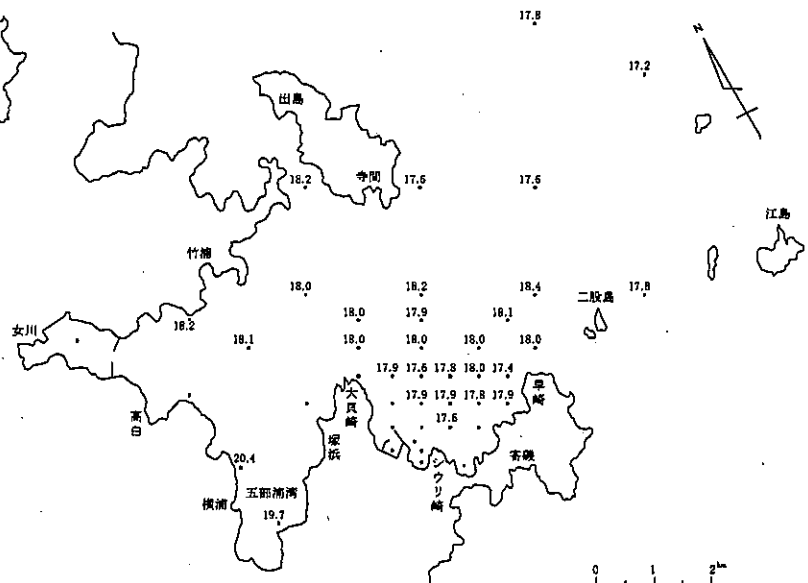 17.8
17.2
N
出島
寺間
18.2
17.6
17.6
江島
竹浦
18.0
18.2
18.4
二股島
17.8
女川
18.2
18.0
17.9
18.1
18.1
18.0
18.0
18.0
18.0
17.9
17.6
17.8
18.0
17.4
大貝崎
早崎
17.9
17.9
17.8
17.9
高白
塚浜
17.6
シウリ崎
寄磯
20.4
横浦
五部浦湾
19.7
0 1 2km